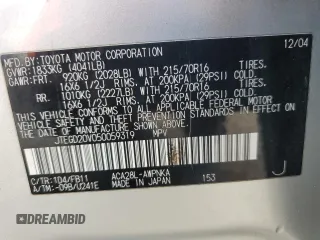 MFD.BY: TOYOTA MOTOR CORPORATION 12/04
GVWR: 1833KG (4041LB)
GAWR: FRT. 920KG (2028LB) WITH 215/70R16 TIRES.
16X6 1/2J RIMS. AT 200KPA (29PSI) COLD
RR. 1010KG (2227LB) WITH 215/70R16 TIRES.
16X6 1/2J RIMS. AT 200KPA (29PSI) COLD
THIS VEHICLE CONFORMS TO ALL APPLICABLE FEDERAL
MOTOR VEHICLE SAFETY, BUMPER, AND
THEFT PREVENTION STANDARDS IN EFFECT ON THE DATE OF
MANUFACTURE SHOWN ABOVE.
JTEGD20V050059319 MPV
C/TR: 1D4/FB11 ACA28L-AWPNKA J
A/TM: -09B/U241E MADE IN JAPAN 153
AUTOBIDMASTER